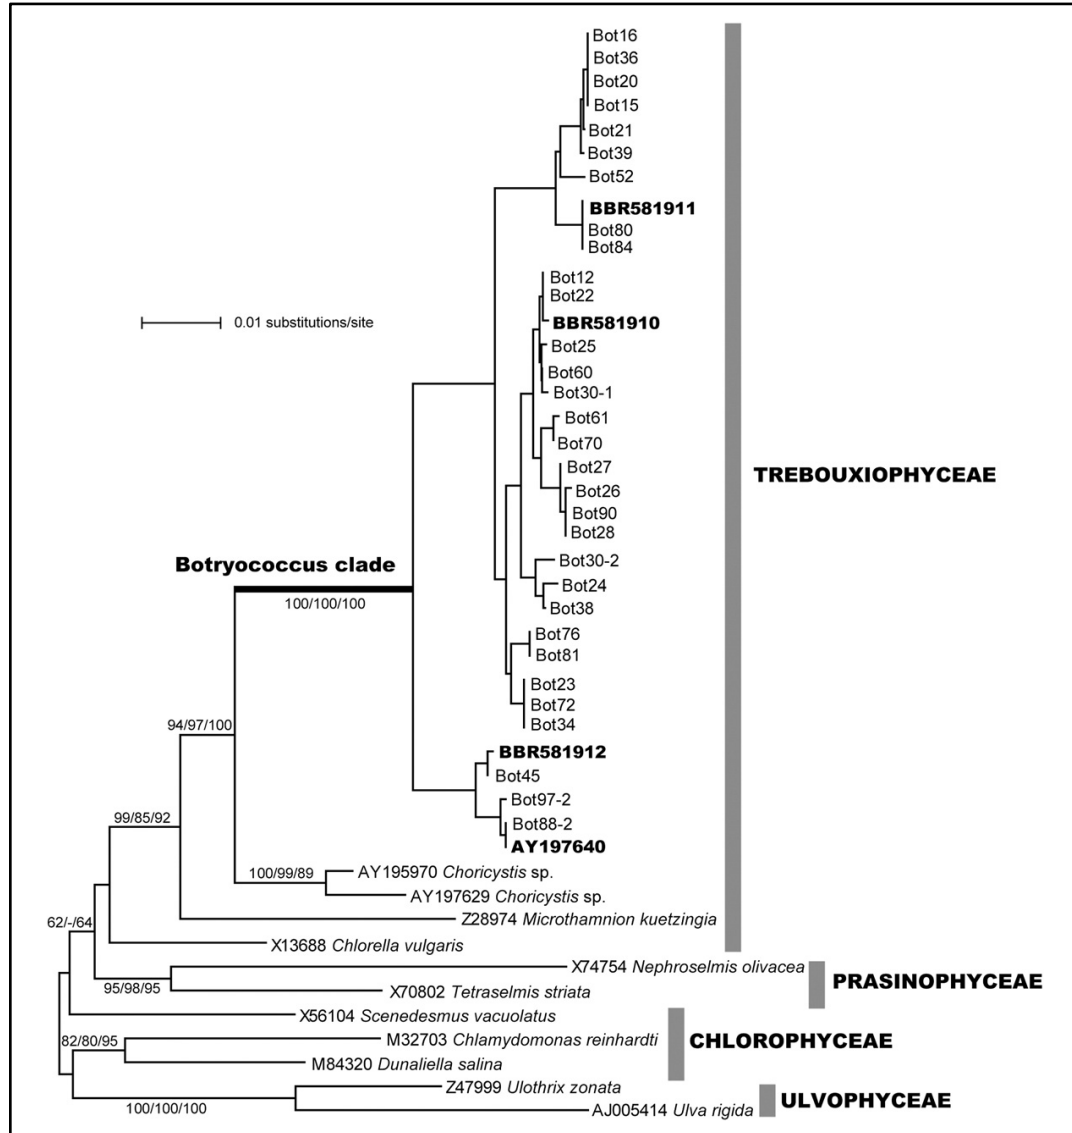 Bot16
Bot36
Bot20
Bot15
Bot21
Bot39
Bot52
BBR581911
Bot80
Bot84
Bot12
Bot22
0.01 substitutions/site
BBR581910
Bot25
Bot60
Bot30-1
Bot61
Bot70
Bot27
TREBOUXIOPHYCEAE
Bot26
Bot90
Bot28
Bot30-2
Botryococcus clade
Bot24
100/100/100
Bot38
Bot76
Bot81
Bot23
Bot72
94/97/100
Bot34
BBR581912
Bot45
Bot97-2
99/85/92
Bot88-2
AY197640
100/99/89
AY195970 Choricystis sp.
AY197629 Choricystis sp.
62/-/64
Z28974 Microthamnion kuetzingia
X13688 Chlorella vulgaris
X74754 Nephroselmis olivacea
PRASINOPHYCEAE
95/98/95
X70802 Tetraselmis striata
X56104 Scenedesmus vacuolatus
82/80/95
M32703 Chlamydomonas reinhardti
CHLOROPHYCEAE
M84320 Dunaliella salina
Z47999 Ulothrix zonata
ULVOPHYCEAE
100/100/100
AJ005414 Ulva rigida